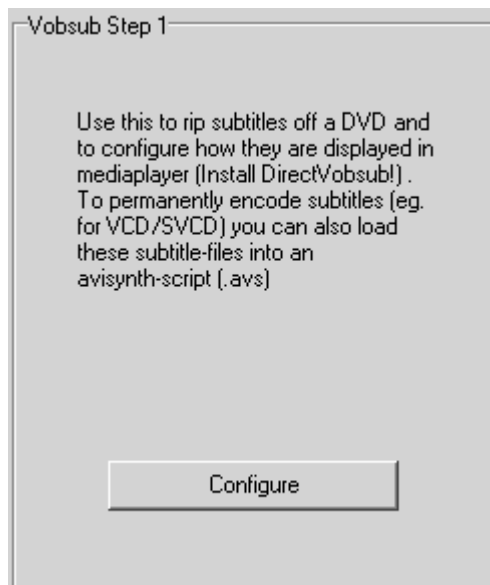 Vobsub Step 1
Use this to rip subtitles off a DVD and
to configure how they are displayed in
mediaplayer (Install DirectVobsub!) .
To permanently encode subtitles (eg.
for VCD/SVCD) you can also load
these subtitle-files into an
avisynth-script (.avs)
Configure